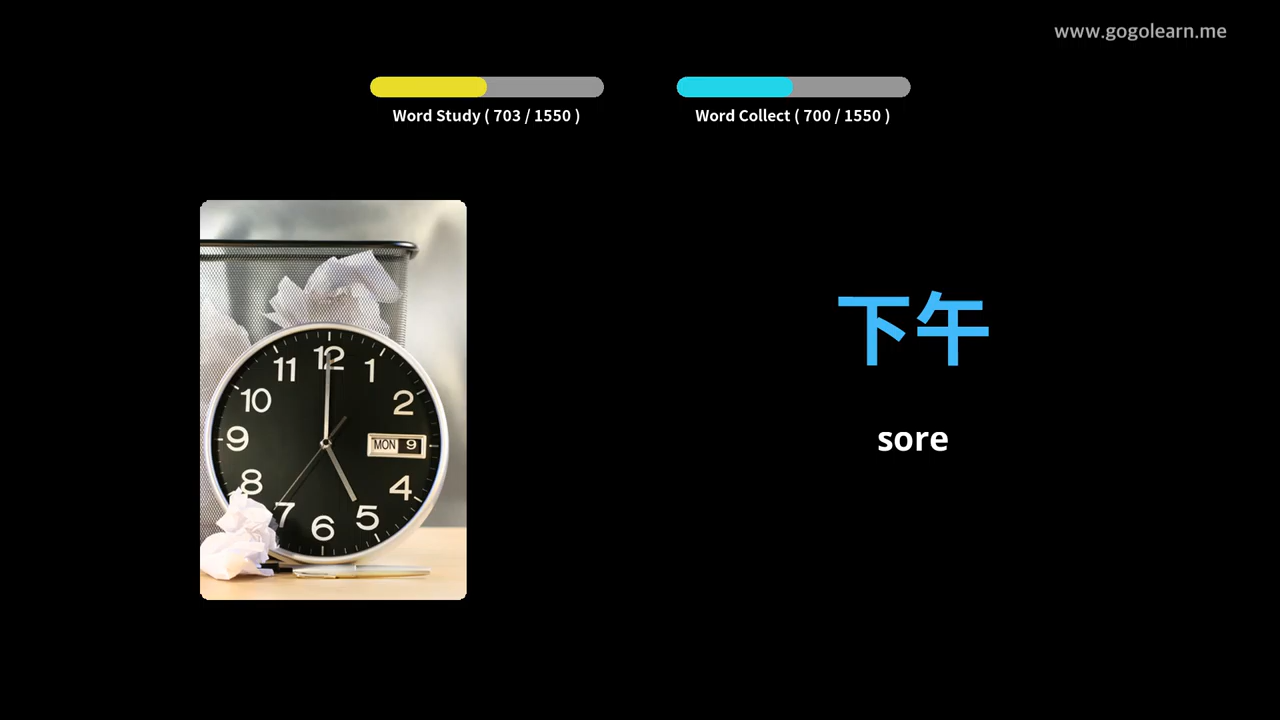 www.gogolearn.me
Word Study ( 703 / 1550 )
Word Collect ( 700 / 1550 )
下午
sore
12
11
1
10
2
9
MON 9
8
4
7
5
6